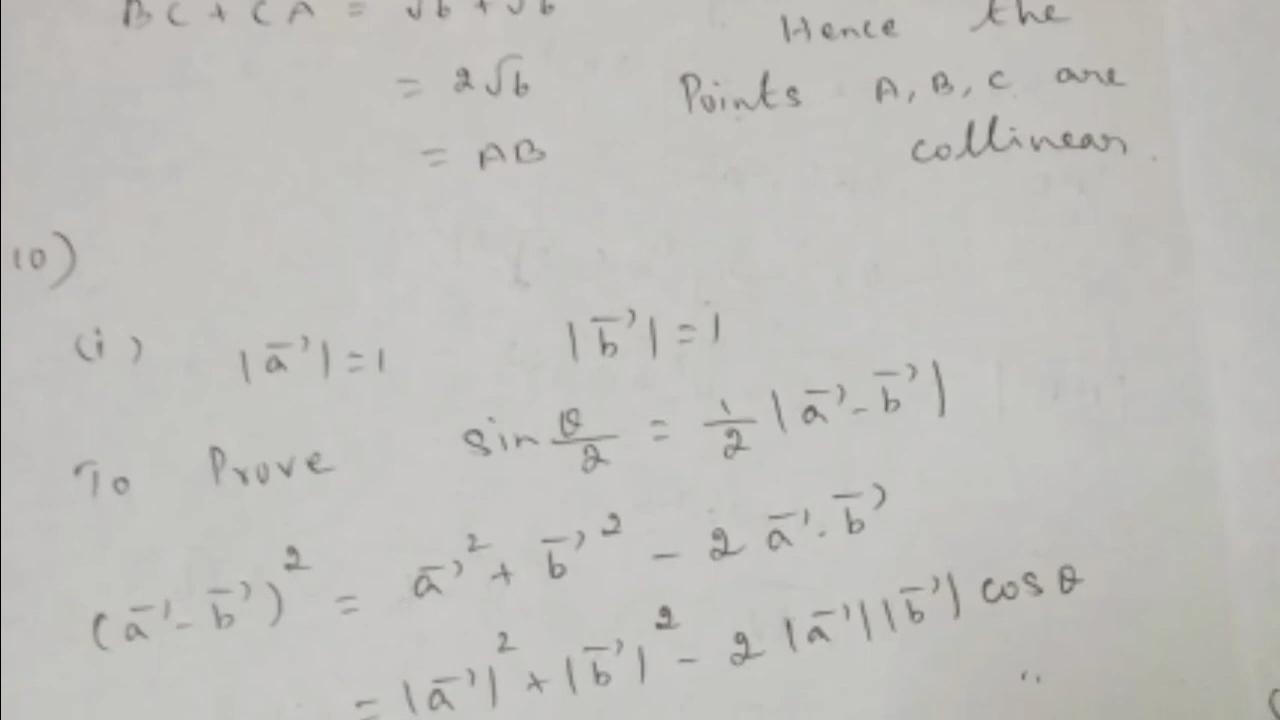 BC + CA = √6 + √6
= 2√6
= AB
Hence the
Points A, B, C are
collinear.
10)
(i) |a⃗| = 1 |b⃗| = 1
To Prove sin θ/2 = 1/2 |a⃗ - b⃗|
(a⃗ - b⃗)² = a⃗² + b⃗² - 2 a⃗ . b⃗
= |a⃗|² + |b⃗|² - 2 |a⃗||b⃗| cos θ